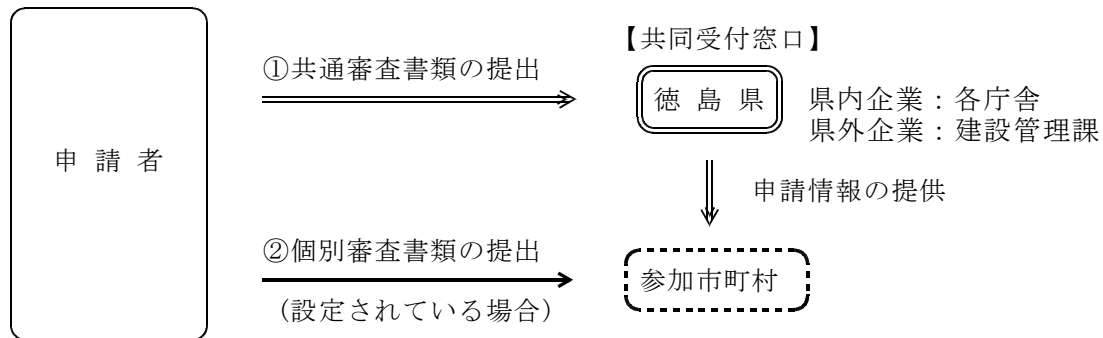 【共同受付窓口】
①共通審査書類の提出
徳 島 県
県内企業：各庁舎
県外企業：建設管理課
申 請 者
申請情報の提供
②個別審査書類の提出
（設定されている場合）
参加市町村